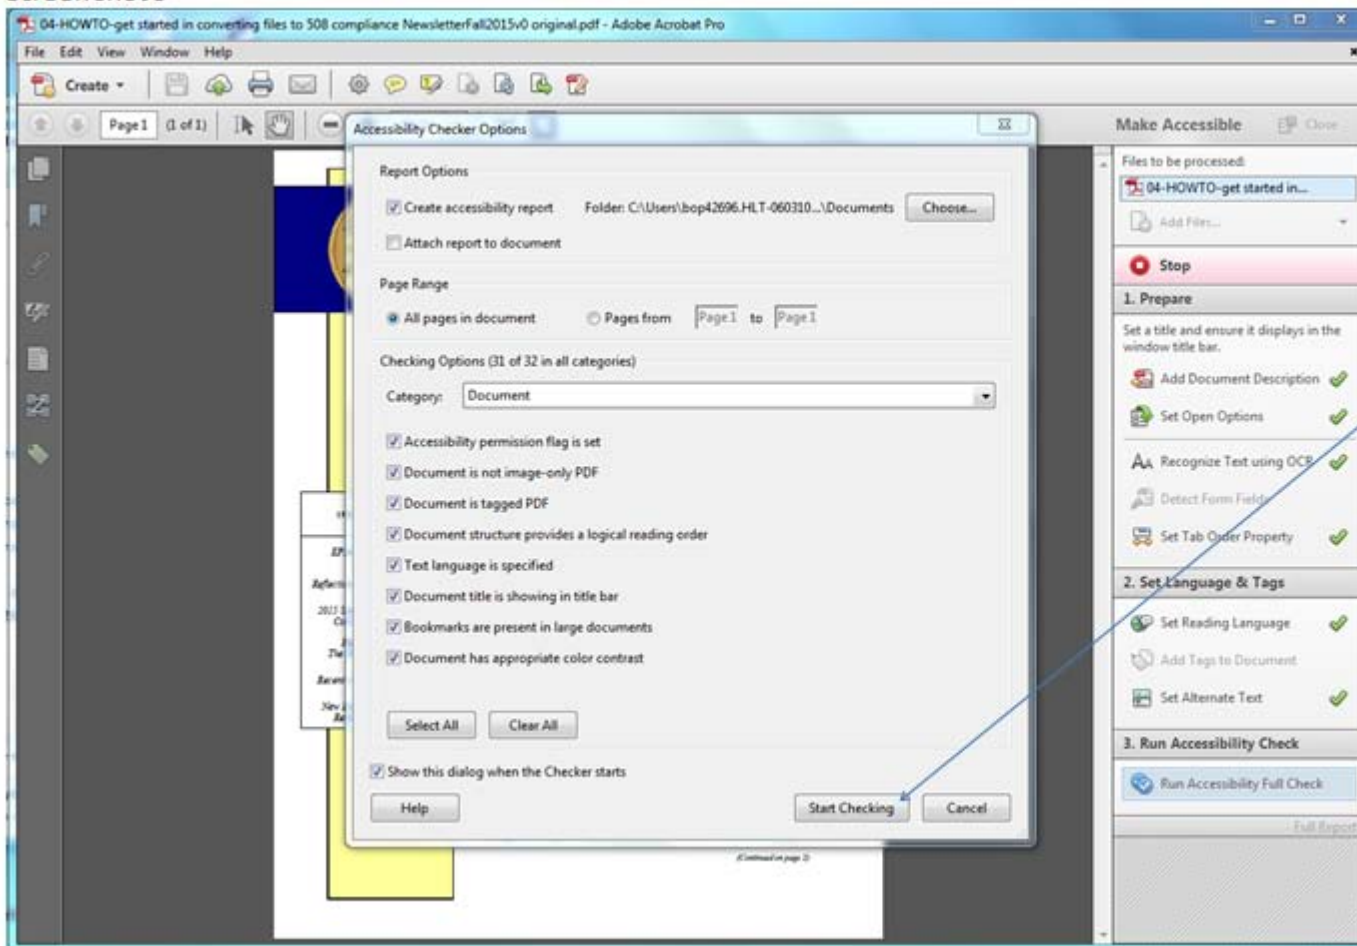 04-HOWTO-get started in converting files to 508 compliance NewsletterFall2015v0 original.pdf - Adobe Acrobat Pro
File Edit View Window Help
Create
Page 1 (1 of 1)
Accessibility Checker Options
Report Options
Create accessibility report Folder: C:\Users\bop42696.HLT-060310...\Documents Choose...
Attach report to document
Page Range
All pages in document Pages from Page 1 to Page 1
Checking Options (31 of 32 in all categories)
Category: Document
Accessibility permission flag is set
Document is not image-only PDF
Document is tagged PDF
Document structure provides a logical reading order
Text language is specified
Document title is showing in title bar
Bookmarks are present in large documents
Document has appropriate color contrast
Select All Clear All
Show this dialog when the Checker starts
Help Start Checking Cancel
(Continued on page 2)
Make Accessible Close
Files to be processed:
04-HOWTO-get started in...
Add Files...
Stop
1. Prepare
Set a title and ensure it displays in the
window title bar.
Add Document Description
Set Open Options
Recognize Text using OCR
Detect Form Fields
Set Tab Order Property
2. Set Language & Tags
Set Reading Language
Add Tags to Document
Set Alternate Text
3. Run Accessibility Check
Run Accessibility Full Check
Full Report